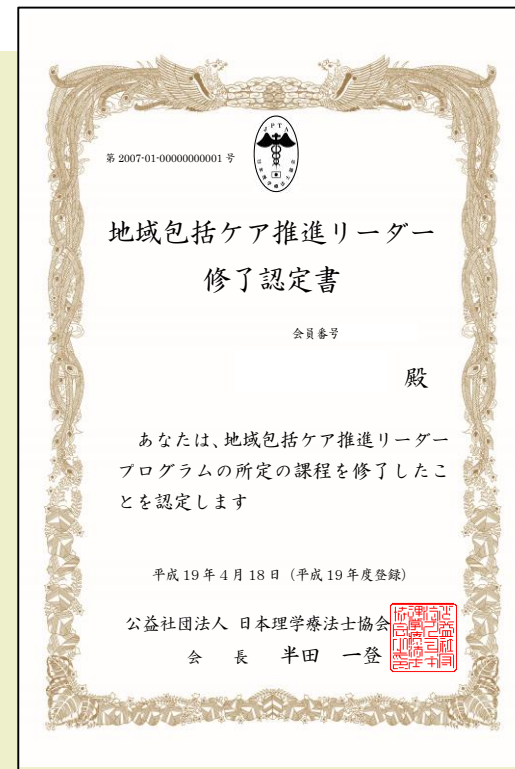 第 2007-01-00000000001 号
JPTA
地域包括ケア推進リーダー
修了認定書
会員番号
殿
あなたは、地域包括ケア推進リーダー
プログラムの所定の課程を修了したこ
とを認定します
平成 19 年 4 月 18 日（平成 19 年度登録）
公益社団法人 日本理学療法士協会
会 長 半田 一登